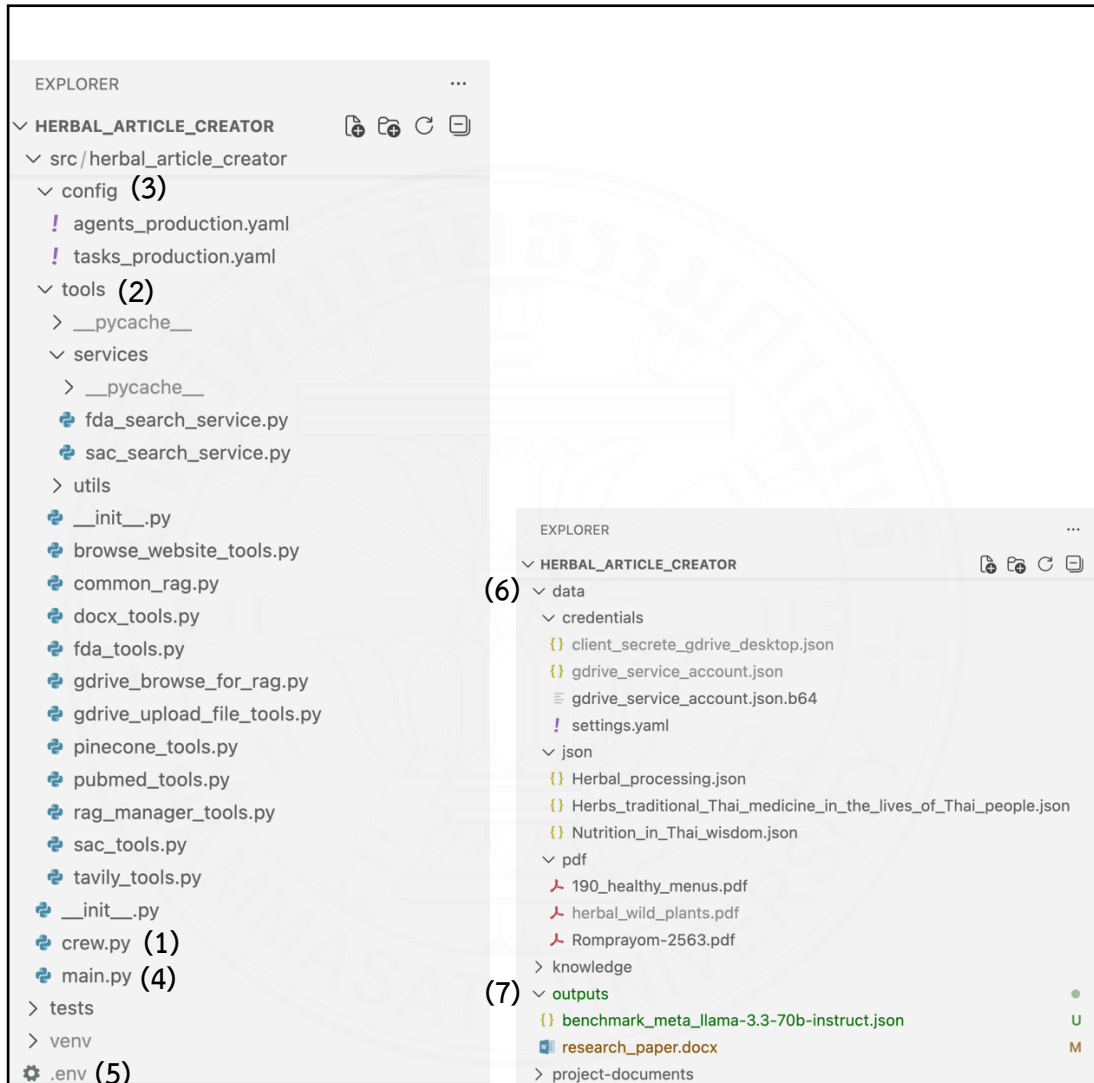 EXPLORER ...
HERBAL_ARTICLE_CREATOR
src/herbal_article_creator
config (3)
! agents_production.yaml
! tasks_production.yaml
tools (2)
__pycache__
services
__pycache__
fda_search_service.py
sac_search_service.py
utils
__init__.py
browse_website_tools.py
common_rag.py
docx_tools.py
fda_tools.py
gdrive_browse_for_rag.py
gdrive_upload_file_tools.py
pinecone_tools.py
pubmed_tools.py
rag_manager_tools.py
sac_tools.py
tavily_tools.py
__init__.py
crew.py (1)
main.py (4)
tests
venv
.env (5)
EXPLORER ...
HERBAL_ARTICLE_CREATOR
(6) data
credentials
{} client_secrete_gdrive_desktop.json
{} gdrive_service_account.json
gdrive_service_account.json.b64
! settings.yaml
json
{} Herbal_processing.json
{} Herbs_traditional_Thai_medicine_in_the_lives_of_Thai_people.json
{} Nutrition_in_Thai_wisdom.json
pdf
190_healthy_menus.pdf
herbal_wild_plants.pdf
Romprayom-2563.pdf
knowledge
(7) outputs
{} benchmark_meta_llama-3.3-70b-instruct.json U
research_paper.docx M
project-documents